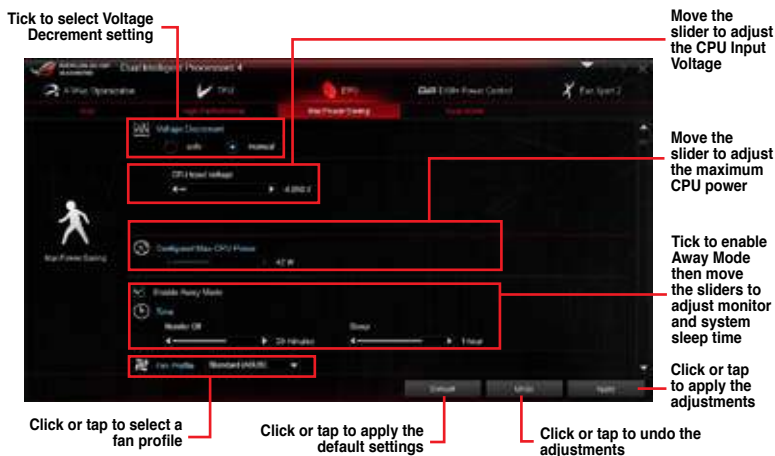 Tick to select Voltage
Decrement setting
Move the
slider to adjust
the CPU Input
Voltage
Dual Intelligent Processors 4
TPU
EPU
DIGI+ Power Control
Fan Xpert 2
Max Power Saving
Voltage Decrement
manual
CPU Input Voltage
Move the
slider to adjust
the maximum
CPU power
Max Power Saving
Configured Max CPU Power
42 W
Tick to enable
Away Mode
then move
the sliders to
adjust monitor
and system
sleep time
Enable Away Mode
Time
Monitor Off
Sleep
1 hour
Fan Profile
Standard (ASUS)
Default
Undo
Apply
Click or tap
to apply the
adjustments
Click or tap to select a
fan profile
Click or tap to apply the
default settings
Click or tap to undo the
adjustments